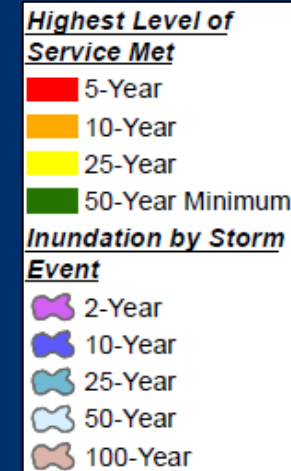 Highest Level of
Service Met
5-Year
10-Year
25-Year
50-Year Minimum
Inundation by Storm
Event
2-Year
10-Year
25-Year
50-Year
100-Year